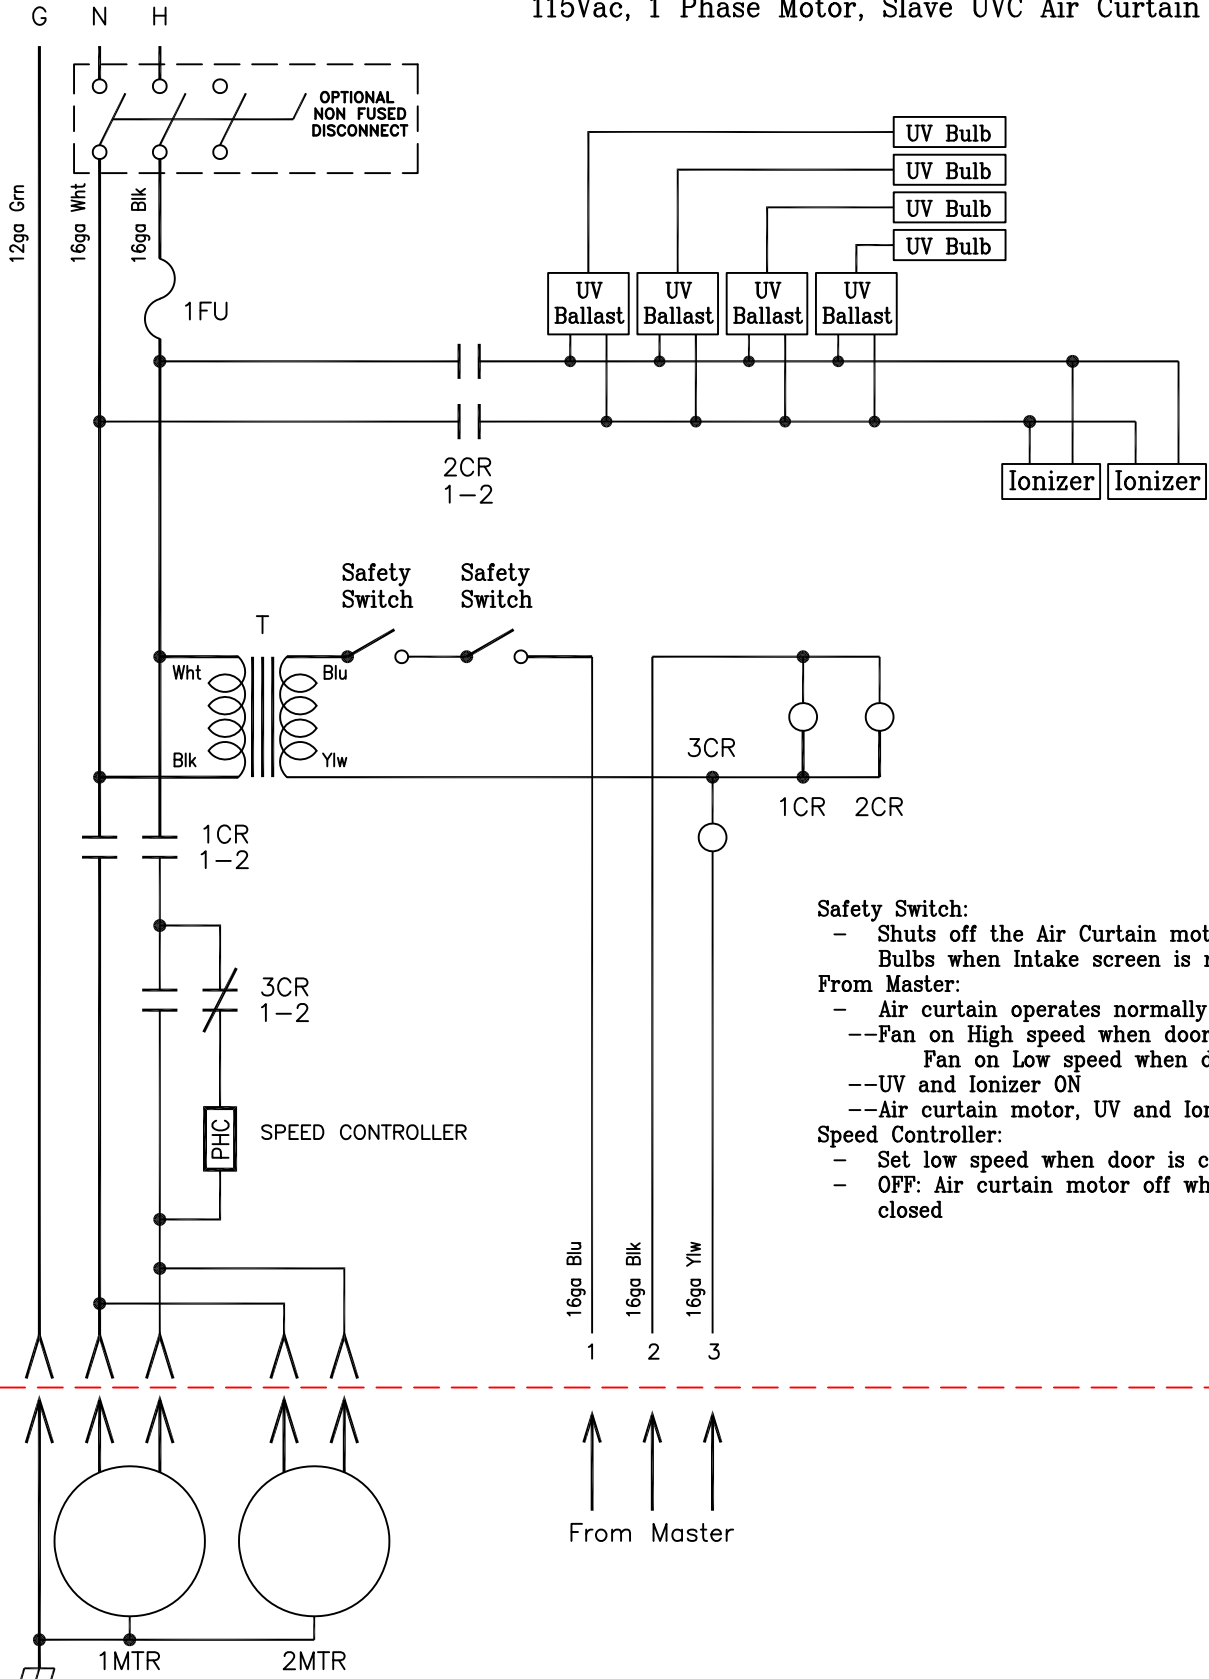 115Vac, 1 Phase Motor, Slave UVC Air Curtain
G N H
OPTIONAL
NON FUSED
DISCONNECT
12ga Grn
16ga Wht
16ga Blk
1FU
UV Bulb
UV Bulb
UV Bulb
UV Bulb
UV
Ballast
UV
Ballast
UV
Ballast
UV
Ballast
2CR
1-2
Ionizer
Ionizer
Safety
Switch
Safety
Switch
T
Wht
Blu
Blk
Ylw
3CR
1CR
2CR
1CR
1-2
3CR
1-2
PHC
SPEED CONTROLLER
Safety Switch:
- Shuts off the Air Curtain mot
Bulbs when Intake screen is
From Master:
- Air curtain operates normally
--Fan on High speed when door
Fan on Low speed when d
--UV and Ionizer ON
--Air curtain motor, UV and Ion
Speed Controller:
- Set low speed when door is c
- OFF: Air curtain motor off wh
closed
16ga Blu
16ga Blk
16ga Ylw
1 2 3
From Master
1MTR
2MTR